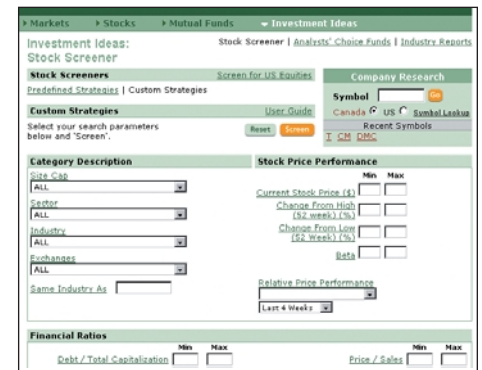 Markets Stocks Mutual Funds Investment Ideas
Investment Ideas:
Stock Screener
Stock Screener | Analysts' Choice Funds | Industry Reports
Stock Screeners Screen for US Equities
Predefined Strategies | Custom Strategies
Custom Strategies User Guide
Select your search parameters
below and 'Screen'.
Reset Screen
Company Research
Symbol Go
Canada US Symbol Lookup
Recent Symbols
T CM DMC
Category Description
Size Cap
ALL
Sector
ALL
Industry
ALL
Exchanges
ALL
Same Industry As
Stock Price Performance
Min Max
Current Stock Price ($)
Change From High
(52 week) (%)
Change From Low
(52 Week) (%)
Beta
Relative Price Performance
Last 4 Weeks
Financial Ratios
Min Max Min Max
Debt / Total Capitalization Price / Sales